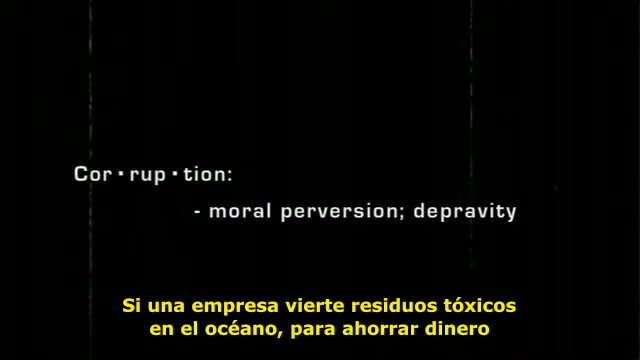 Cor·rup·tion:
- moral perversion; depravity
Si una empresa vierte residuos tóxicos
en el océano, para ahorrar dinero